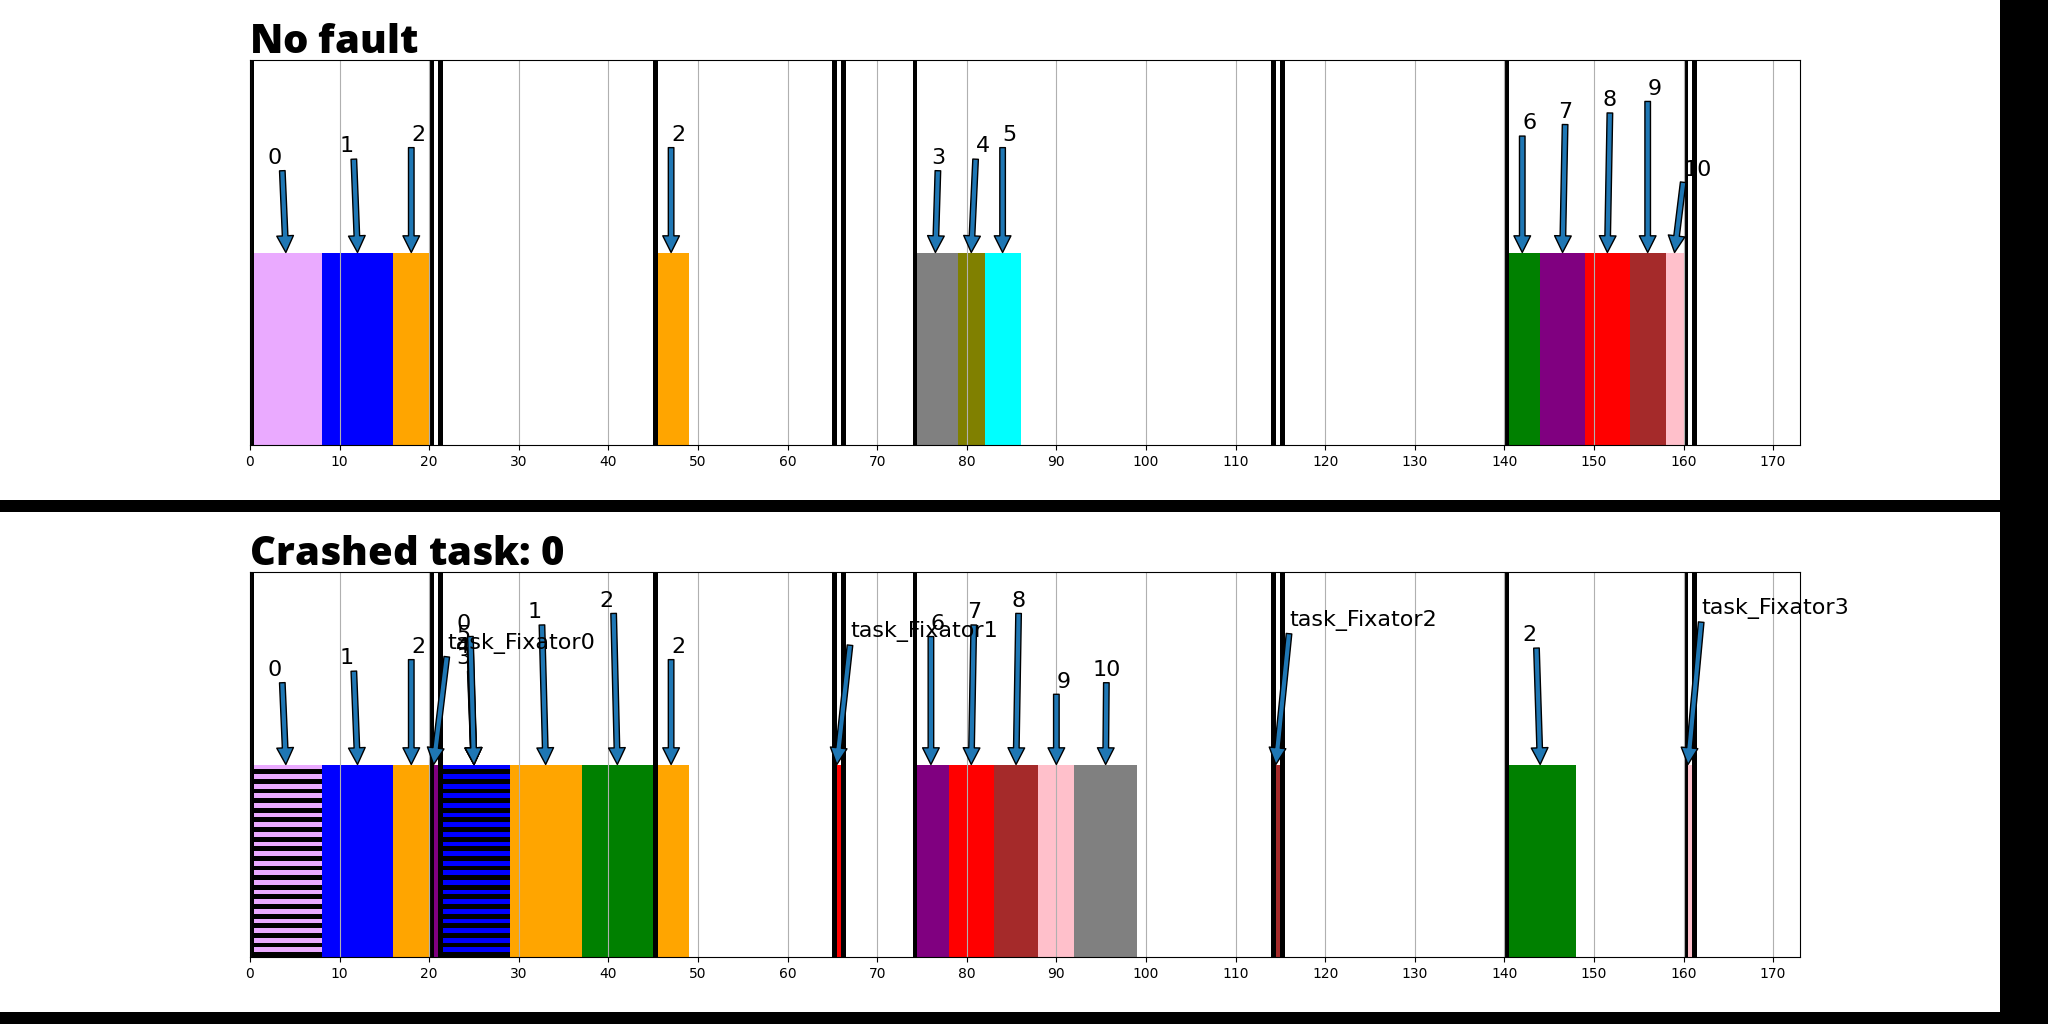 No fault
0 1 2 2 3 4 5 6 7 8 9 10
0 10 20 30 40 50 60 70 80 90 100 110 120 130 140 150 160 170
Crashed task: 0
0 1 2 task_Fixator0 0 5 3 1 2 2 task_Fixator1 6 7 8 9 10 task_Fixator2 2 task_Fixator3
0 10 20 30 40 50 60 70 80 90 100 110 120 130 140 150 160 170